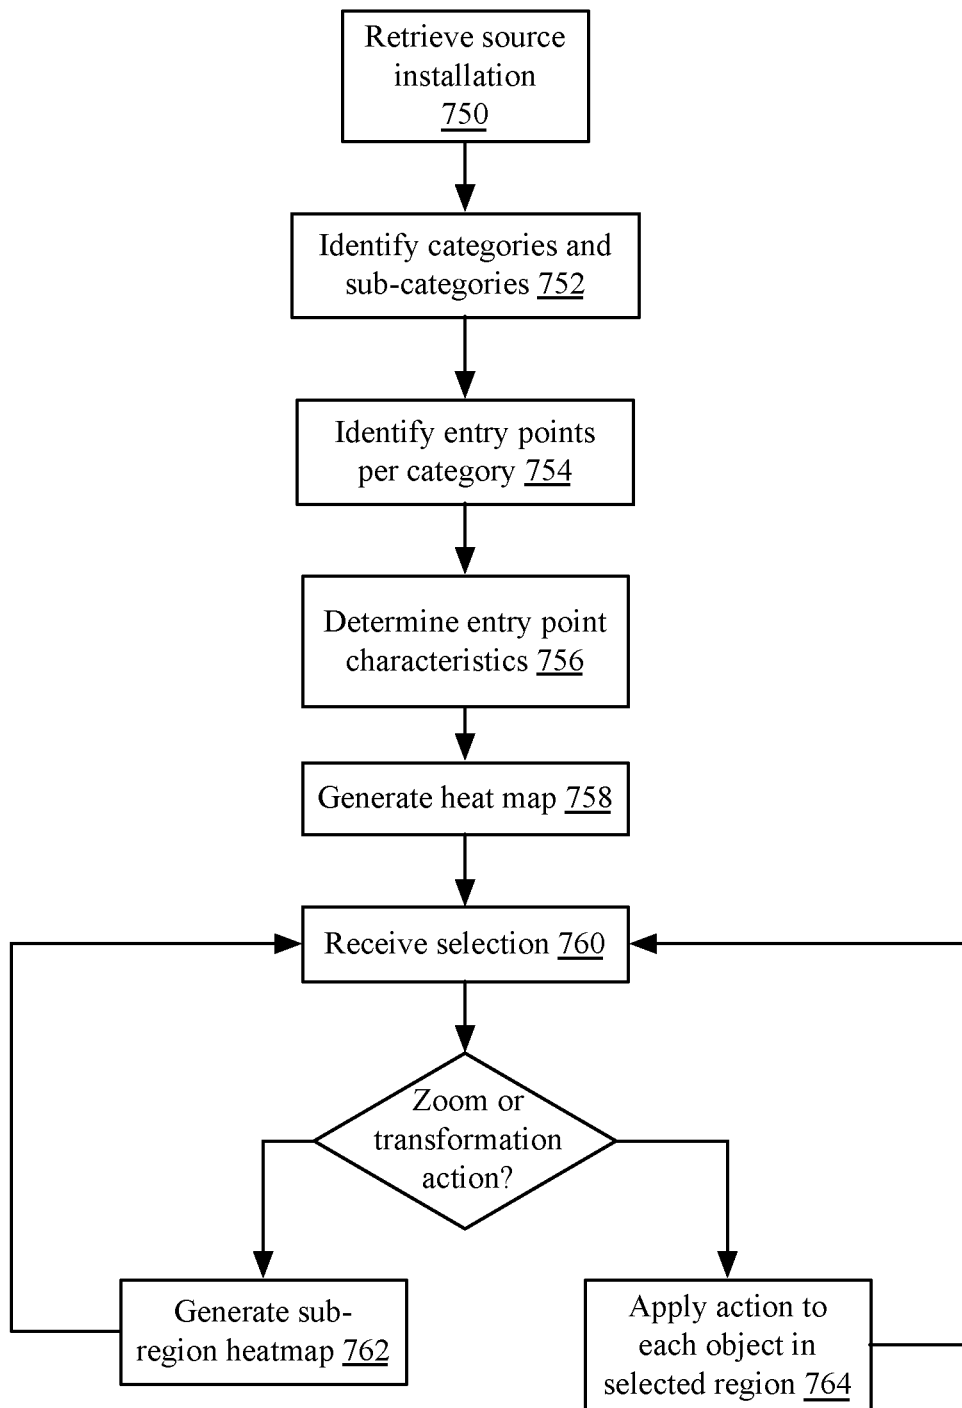 Retrieve source
installation
750
Identify categories and
sub-categories 752
Identify entry points
per category 754
Determine entry point
characteristics 756
Generate heat map 758
Receive selection 760
Zoom or
transformation
action?
Generate sub-
region heatmap 762
Apply action to
each object in
selected region 764